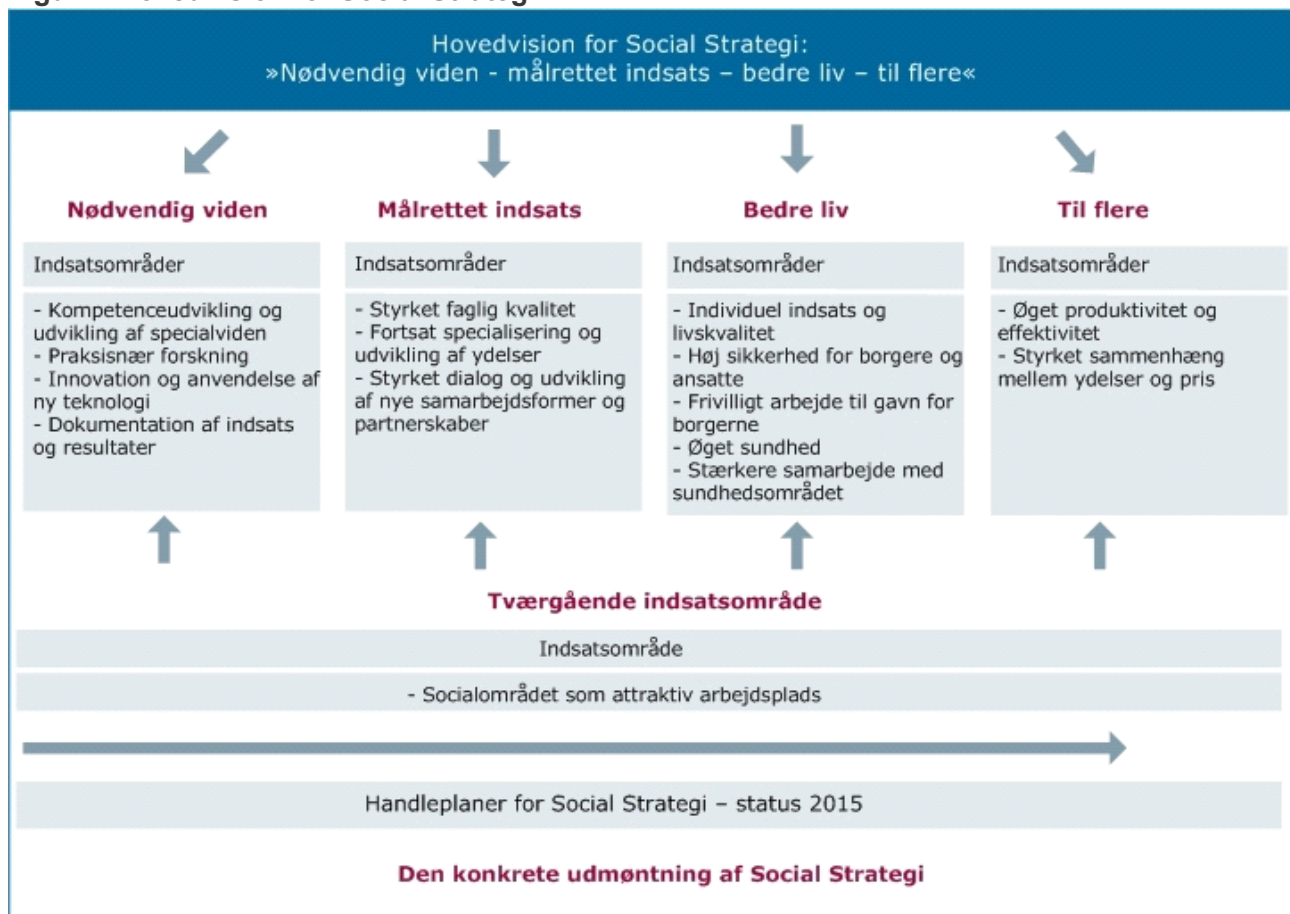 Hovedvision for Social Strategi:
»Nødvendig viden - målrettet indsats – bedre liv – til flere«
Nødvendig viden
Indsatsområder
- Kompetenceudvikling og
udvikling af specialviden
- Praksisnær forskning
- Innovation og anvendelse af
ny teknologi
- Dokumentation af indsats
og resultater
Målrettet indsats
Indsatsområder
- Styrket faglig kvalitet
- Fortsat specialisering og
udvikling af ydelser
- Styrket dialog og udvikling
af nye samarbejdsformer og
partnerskaber
Bedre liv
Indsatsområder
- Individuel indsats og
livskvalitet
- Høj sikkerhed for borgere og
ansatte
- Frivilligt arbejde til gavn for
borgerne
- Øget sundhed
- Stærkere samarbejde med
sundhedsområdet
Til flere
Indsatsområder
- Øget produktivitet og
effektivitet
- Styrket sammenhæng
mellem ydelser og pris
Tværgående indsatsområde
Indsatsområde
- Socialområdet som attraktiv arbejdsplads
Handleplaner for Social Strategi – status 2015
Den konkrete udmøntning af Social Strategi